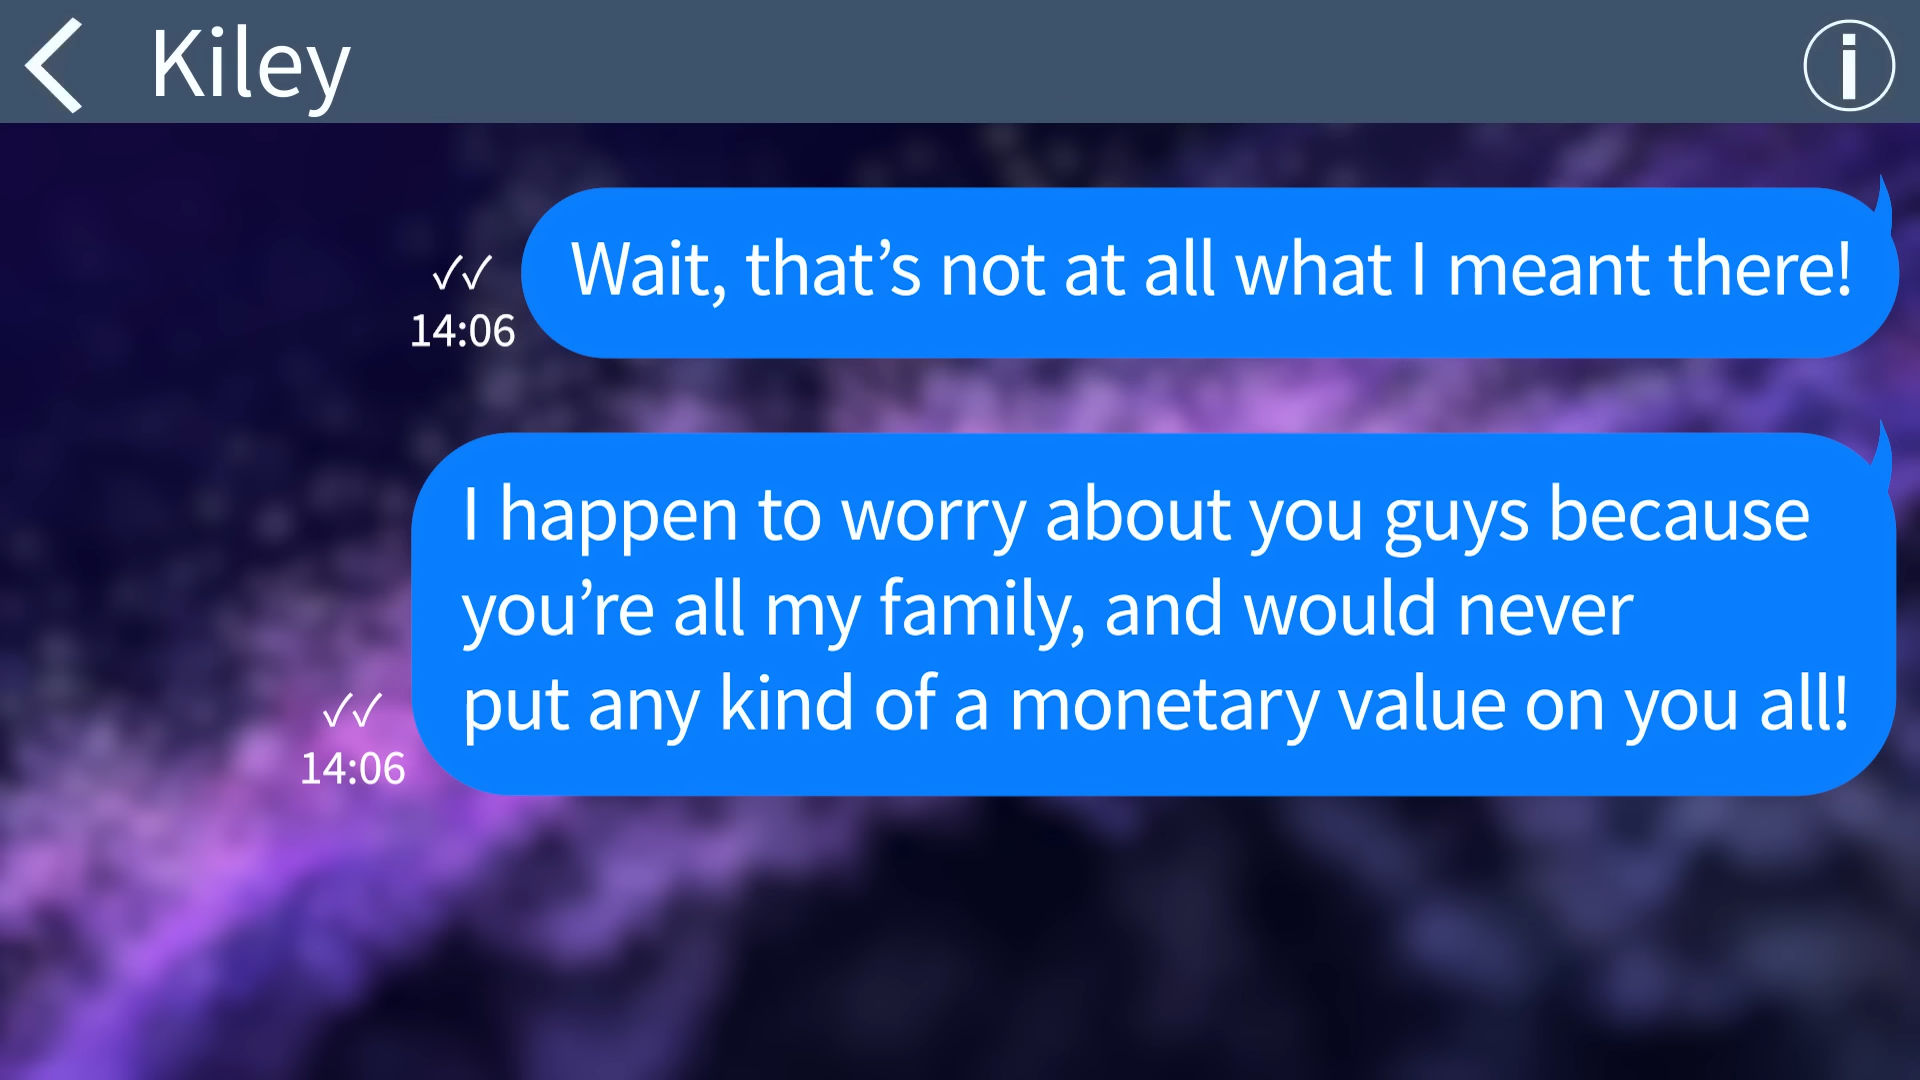 Kiley
Wait, that’s not at all what I meant there!
14:06
I happen to worry about you guys because
you’re all my family, and would never
put any kind of a monetary value on you all!
14:06